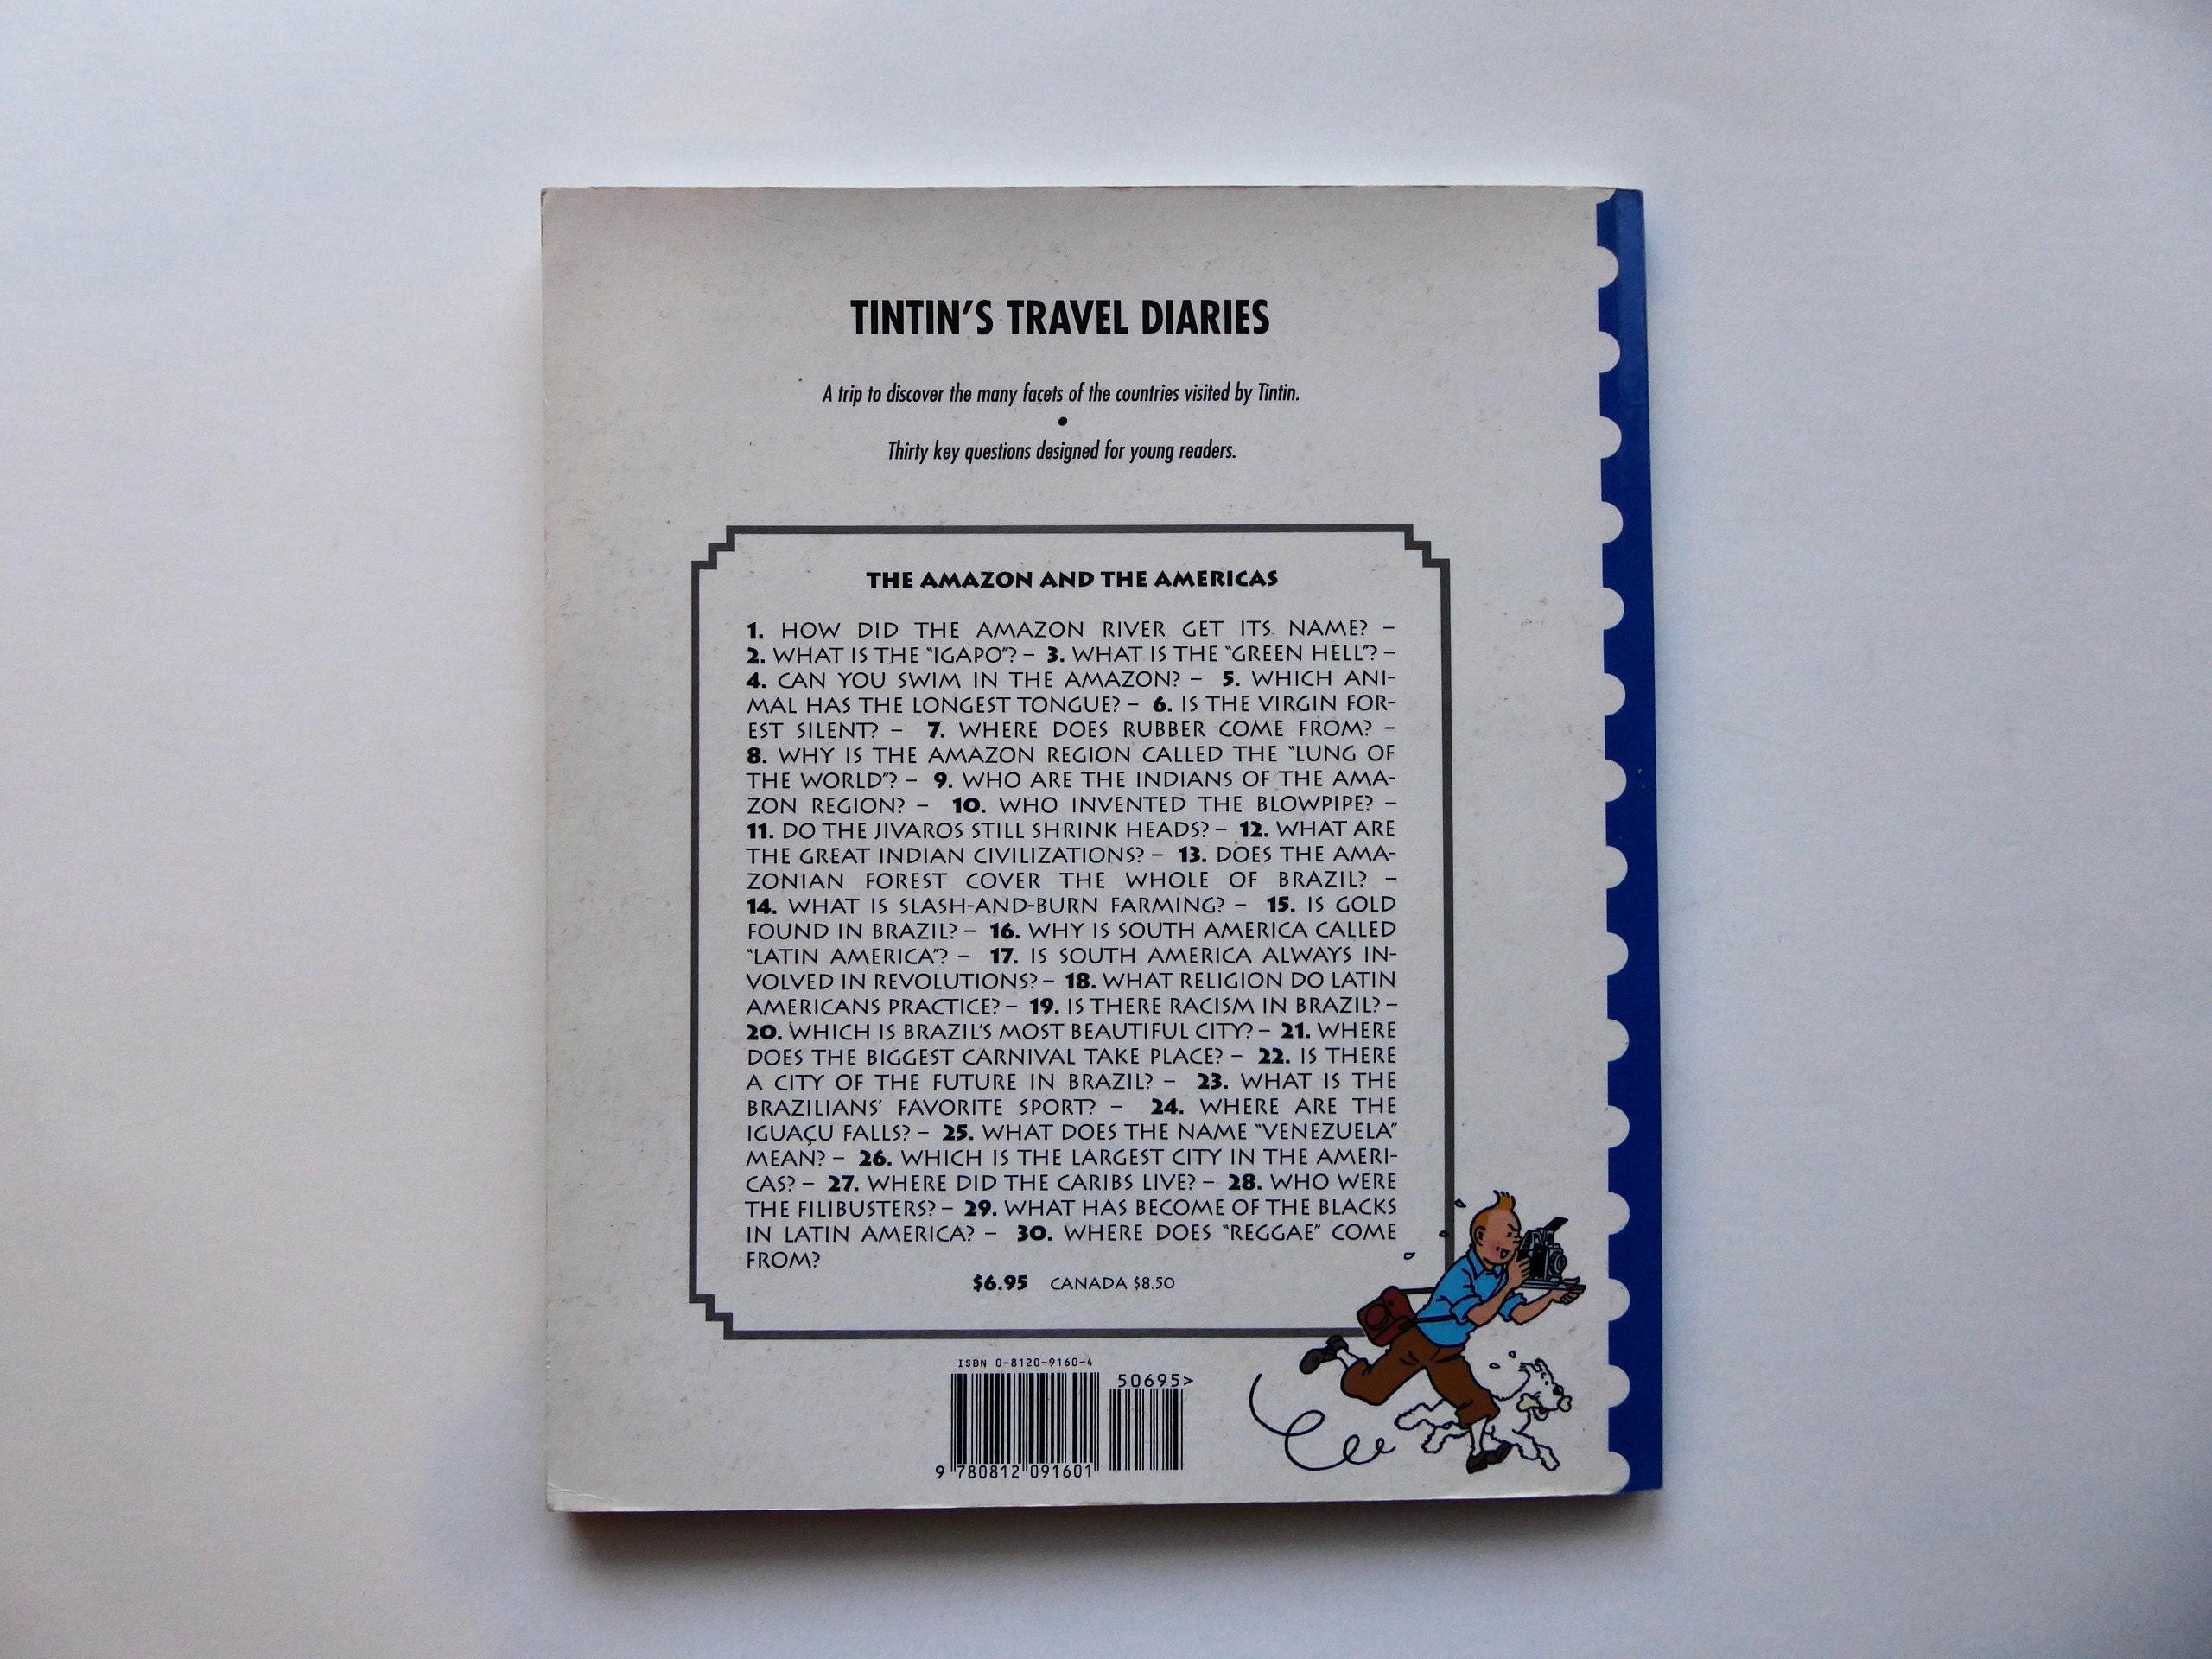 TINTIN'S TRAVEL DIARIES
A trip to discover the many facets of the countries visited by Tintin.
•
Thirty key questions designed for young readers.
THE AMAZON AND THE AMERICAS
1. HOW DID THE AMAZON RIVER GET ITS NAME? –
2. WHAT IS THE "IGAPO"? – 3. WHAT IS THE "GREEN HELL"? –
4. CAN YOU SWIM IN THE AMAZON? – 5. WHICH ANI-
MAL HAS THE LONGEST TONGUE? – 6. IS THE VIRGIN FOR-
EST SILENT? – 7. WHERE DOES RUBBER COME FROM? –
8. WHY IS THE AMAZON REGION CALLED THE "LUNG OF
THE WORLD"? – 9. WHO ARE THE INDIANS OF THE AMA-
ZON REGION? – 10. WHO INVENTED THE BLOWPIPE? –
11. DO THE JIVAROS STILL SHRINK HEADS? – 12. WHAT ARE
THE GREAT INDIAN CIVILIZATIONS? – 13. DOES THE AMA-
ZONIAN FOREST COVER THE WHOLE OF BRAZIL? –
14. WHAT IS SLASH-AND-BURN FARMING? – 15. IS GOLD
FOUND IN BRAZIL? – 16. WHY IS SOUTH AMERICA CALLED
"LATIN AMERICA"? – 17. IS SOUTH AMERICA ALWAYS IN-
VOLVED IN REVOLUTIONS? – 18. WHAT RELIGION DO LATIN
AMERICANS PRACTICE? – 19. IS THERE RACISM IN BRAZIL? –
20. WHICH IS BRAZIL'S MOST BEAUTIFUL CITY? – 21. WHERE
DOES THE BIGGEST CARNIVAL TAKE PLACE? – 22. IS THERE
A CITY OF THE FUTURE IN BRAZIL? – 23. WHAT IS THE
BRAZILIANS' FAVORITE SPORT? – 24. WHERE ARE THE
IGUAÇU FALLS? – 25. WHAT DOES THE NAME "VENEZUELA"
MEAN? – 26. WHICH IS THE LARGEST CITY IN THE AMERI-
CAS? – 27. WHERE DID THE CARIBS LIVE? – 28. WHO WERE
THE FILIBUSTERS? – 29. WHAT HAS BECOME OF THE BLACKS
IN LATIN AMERICA? – 30. WHERE DOES "REGGAE" COME
FROM?
$6.95 CANADA $8.50
ISBN 0-8120-9160-4
50695>
9 780812 091601